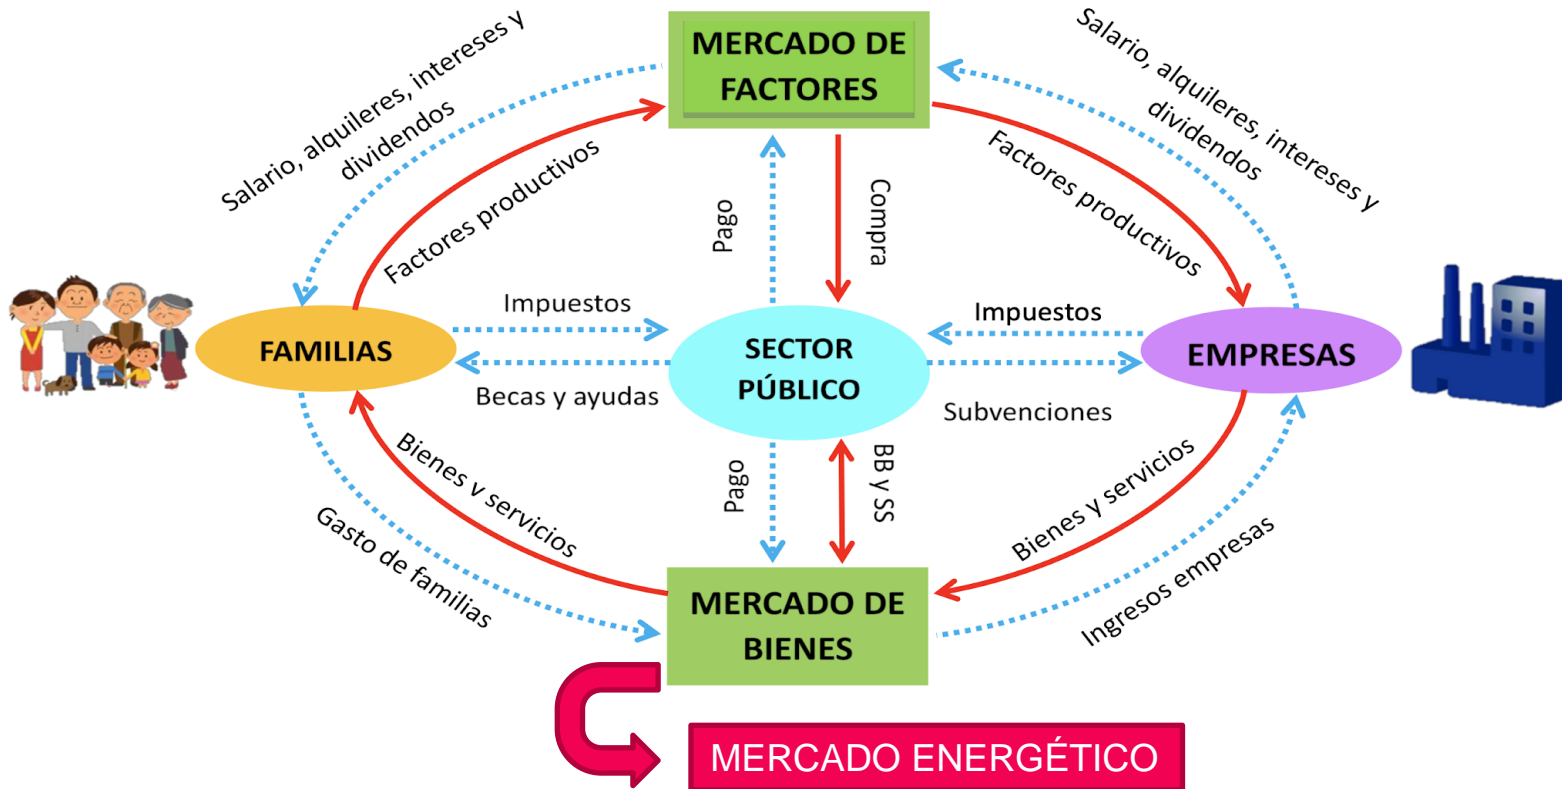 MERCADO DE
FACTORES
Salario, alquileres, intereses y
dividendos
Factores productivos
Salario, alquileres, intereses y
dividendos
Factores productivos
Pago
Compra
Impuestos
Impuestos
FAMILIAS
SECTOR
PÚBLICO
EMPRESAS
Becas y ayudas
Subvenciones
Bienes v servicios
Gasto de familias
Pago
BB y SS
Bienes y servicios
Ingresos empresas
MERCADO DE
BIENES
MERCADO ENERGÉTICO